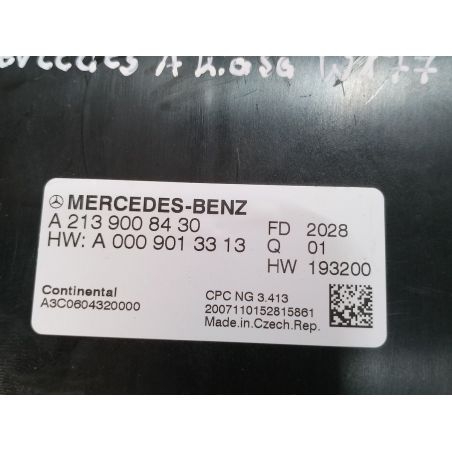 MERCEDES-BENZ
A 213 900 84 30
HW: A 000 901 33 13
FD 2028
Q 01
HW 193200
Continental
A3C0604320000
CPC NG 3.413
2007110152815861
Made.in.Czech.Rep.